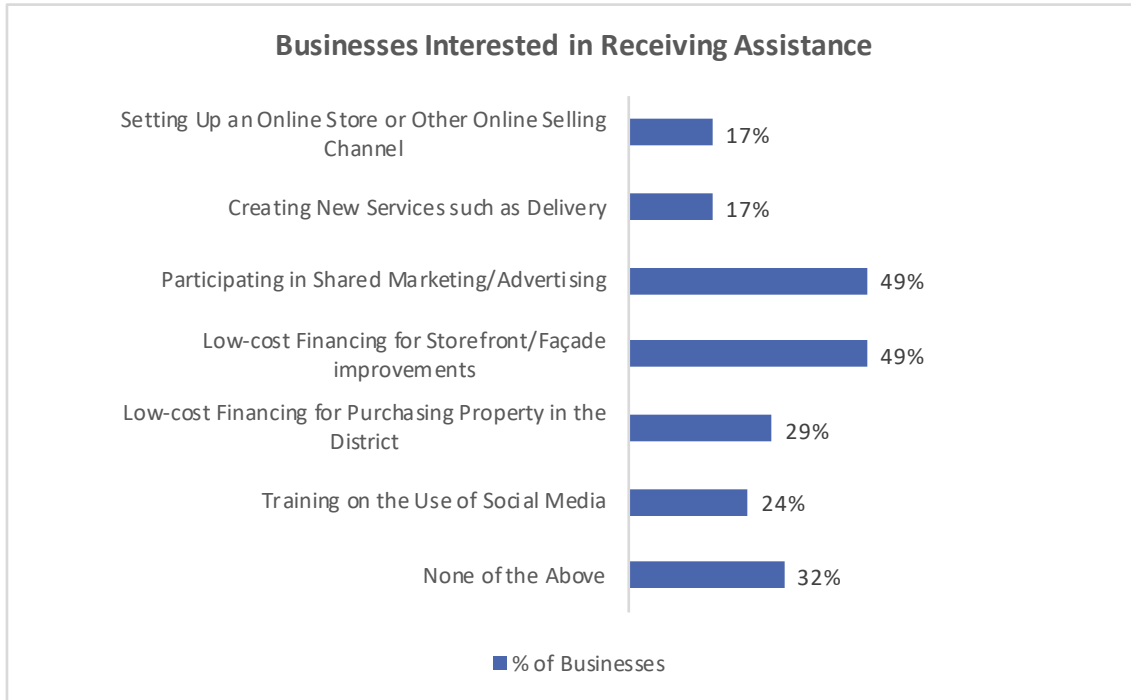 Businesses Interested in Receiving Assistance
Setting Up an Online Store or Other Online Selling
Channel
17%
Creating New Services such as Delivery
17%
Participating in Shared Marketing/Advertising
49%
Low-cost Financing for Storefront/Façade
improvements
49%
Low-cost Financing for Purchasing Property in the
District
29%
Training on the Use of Social Media
24%
None of the Above
32%
% of Businesses